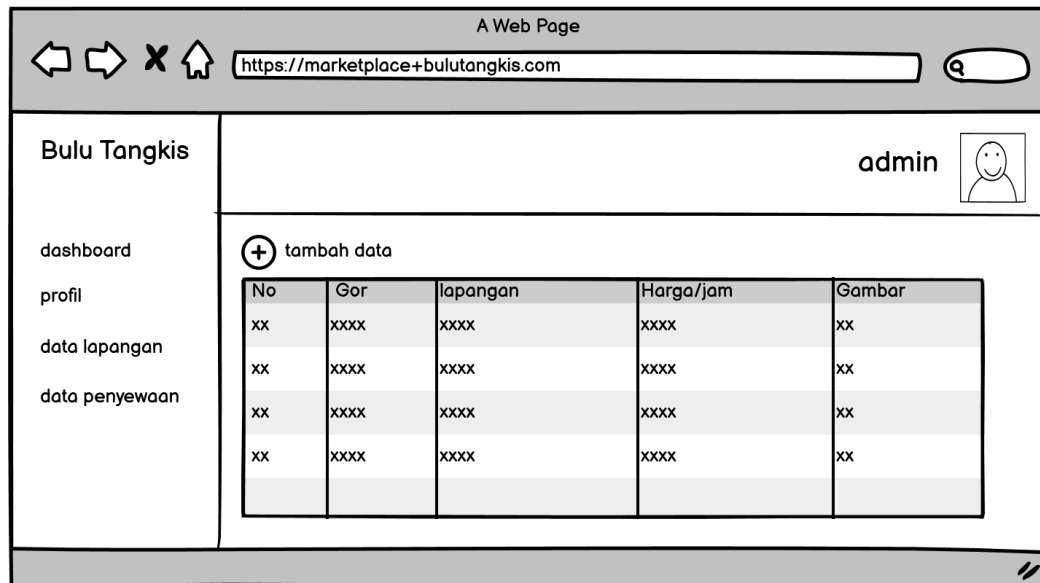 A Web Page
https://marketplace+bulutangkis.com
Bulu Tangkis
admin
dashboard
profil
data lapangan
data penyewaan
tambah data
No Gor lapangan Harga/jam Gambar
xx xxxx xxxx xxxx xx
xx xxxx xxxx xxxx xx
xx xxxx xxxx xxxx xx
xx xxxx xxxx xxxx xx